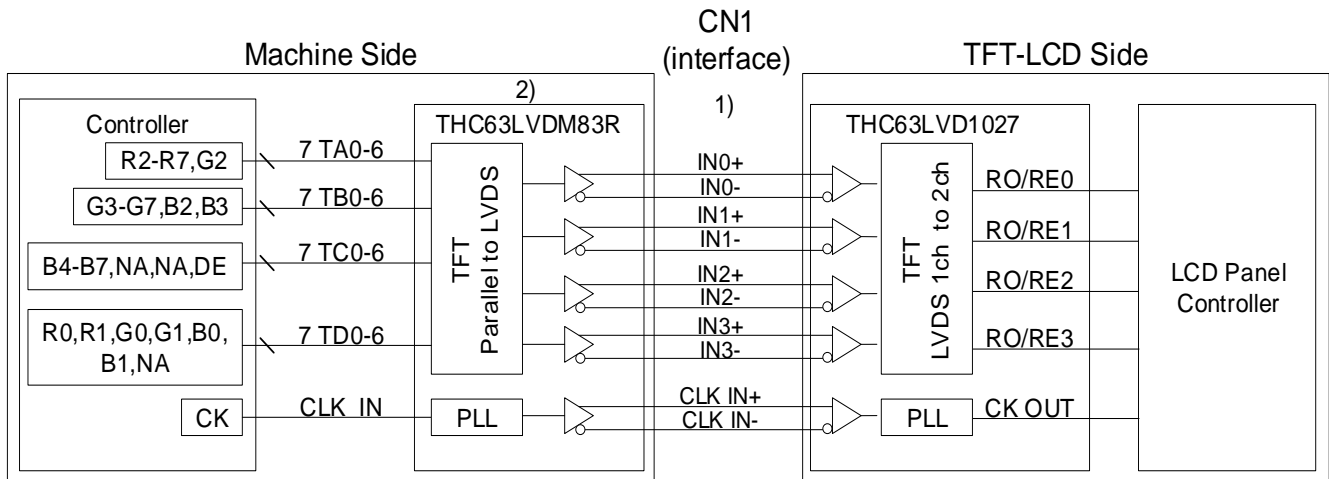 CN1
(interface)
Machine Side
TFT-LCD Side
2)
1)
Controller
THC63LVDM83R
THC63LVD1027
R2-R7,G2
7 TA0-6
G3-G7,B2,B3
7 TB0-6
B4-B7,NA,NA,DE
7 TC0-6
R0,R1,G0,G1,B0,
B1,NA
7 TD0-6
CK
CLK IN
TFT
Parallel to LVDS
PLL
IN0+
IN0-
IN1+
IN1-
IN2+
IN2-
IN3+
IN3-
CLK IN+
CLK IN-
TFT
LVDS 1ch to 2ch
PLL
RO/RE0
RO/RE1
RO/RE2
RO/RE3
CK OUT
LCD Panel
Controller